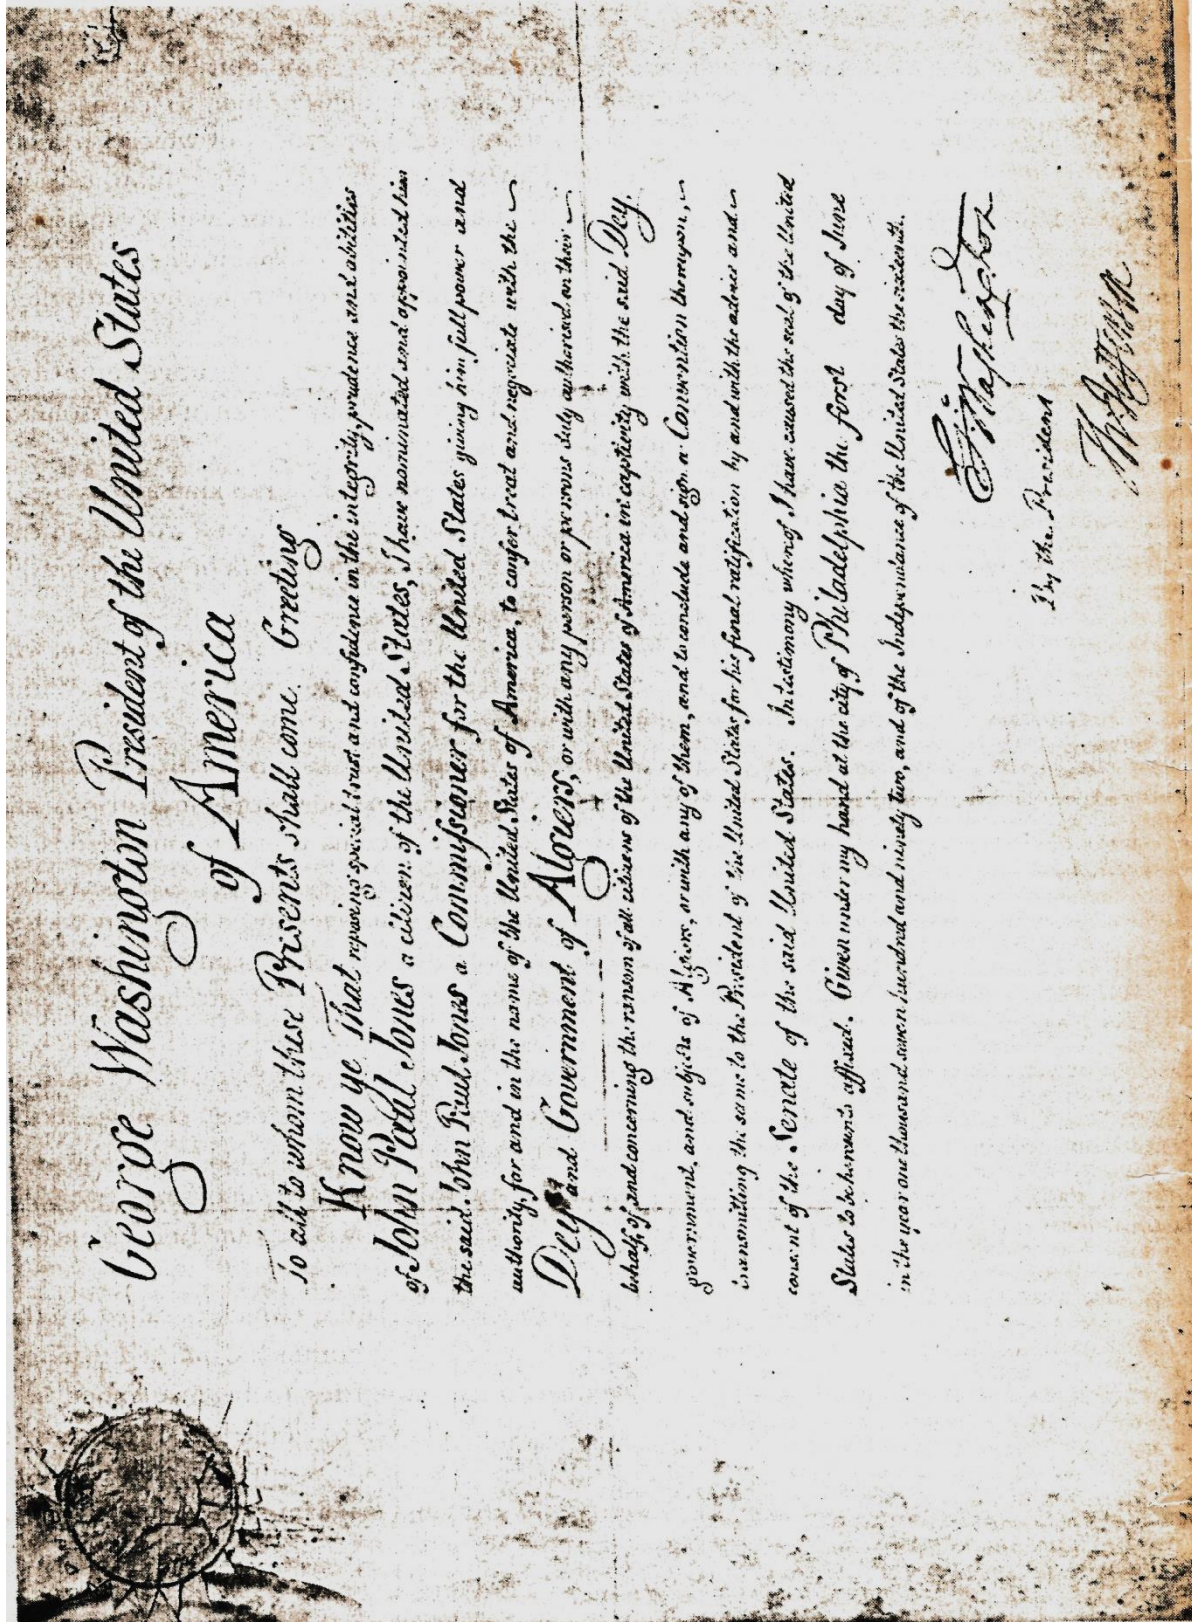 George Washington President of the United States
of America
To all to whom these Presents shall come. Greeting
Know ye That reposing special trust and confidence in the integrity, prudence and abilities
of John Paul Jones a citizen of the United States, I have nominated and appointed him
the said John Paul Jones a Commissioner for the United States giving him full power and
authority, for and in the name of the United States of America, to confer treat and negociate with the
Dey and Government of Algiers, or with any person or persons duly authorised on their
behalf, of and concerning the ransom of all citizens of the United States of America in captivity with the said Dey,
government, and subjects of Algiers, or with any of them, and to conclude and sign a Convention thereupon,
transmitting the same to the President of the United States for his final ratification by and with the advice and
consent of the Senate of the said United States. In testimony whereof I have caused the seal of the United
States to be hereunto affixed. Given under my hand at the city of Philadelphia the first day of June
in the year one thousand seven hundred and ninety two, and of the Independance of the United States the sixteenth.
Go: Washington
By the President
Th: Jefferson